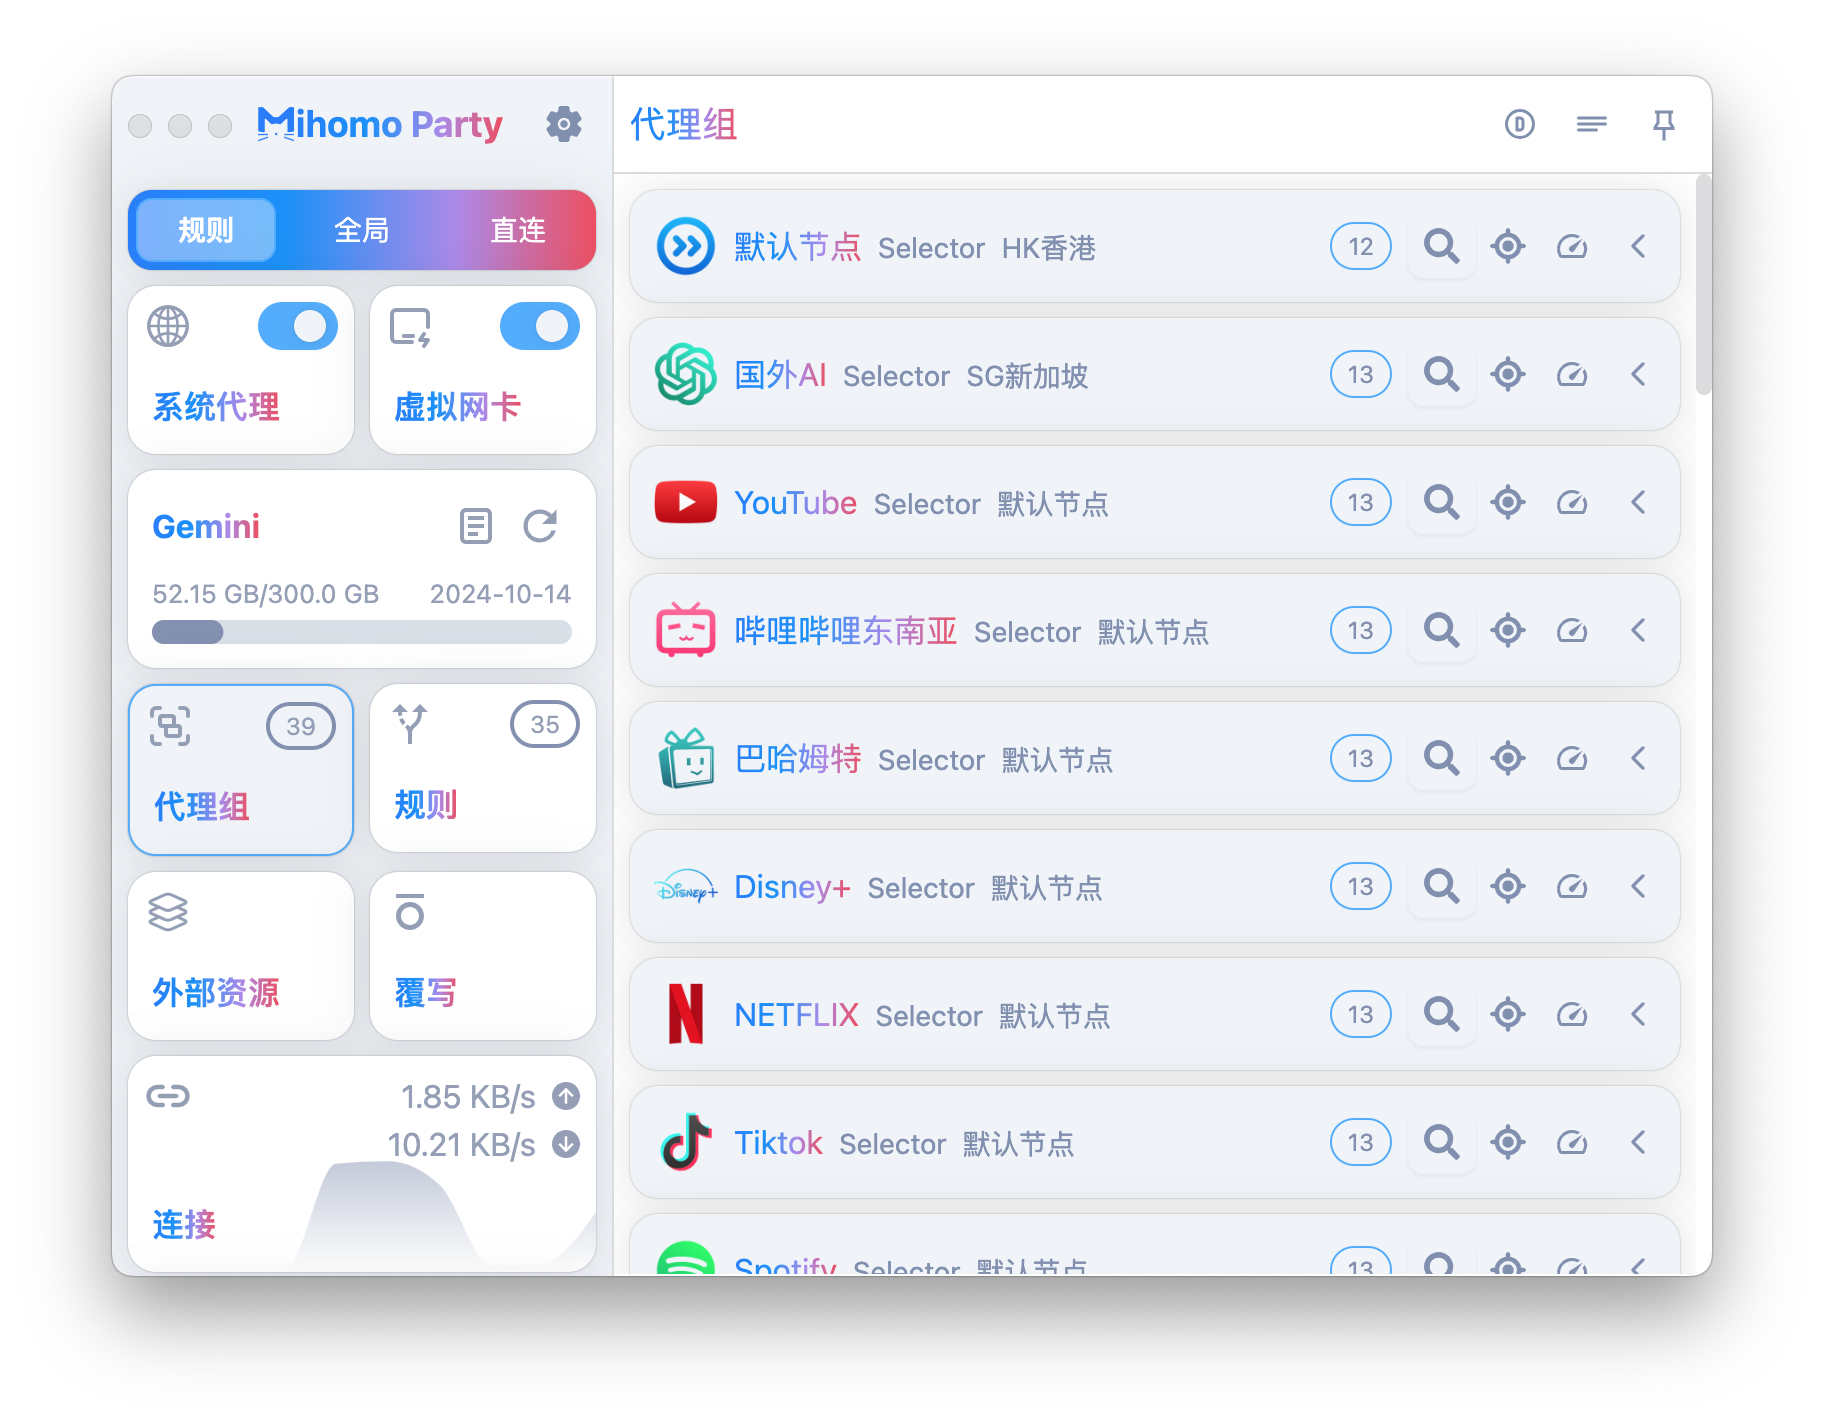 Mihomo Party
规则 全局 直连
系统代理
虚拟网卡
Gemini
52.15 GB/300.0 GB 2024-10-14
39
代理组
35
规则
外部资源
覆写
1.85 KB/s
10.21 KB/s
连接
代理组
D
默认节点 Selector HK香港 12
国外AI Selector SG新加坡 13
YouTube Selector 默认节点 13
哔哩哔哩东南亚 Selector 默认节点 13
巴哈姆特 Selector 默认节点 13
Disney+
Disney+ Selector 默认节点 13
NETFLIX Selector 默认节点 13
Tiktok Selector 默认节点 13
Spotify Selector 默认节点 13